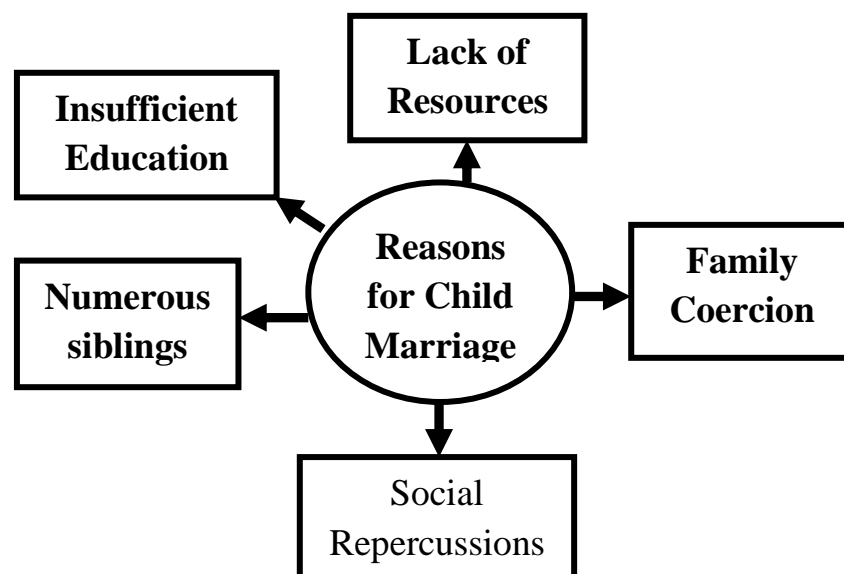 Lack of
Resources
Insufficient
Education
Reasons
for Child
Marriage
Family
Coercion
Numerous
siblings
Social
Repercussions